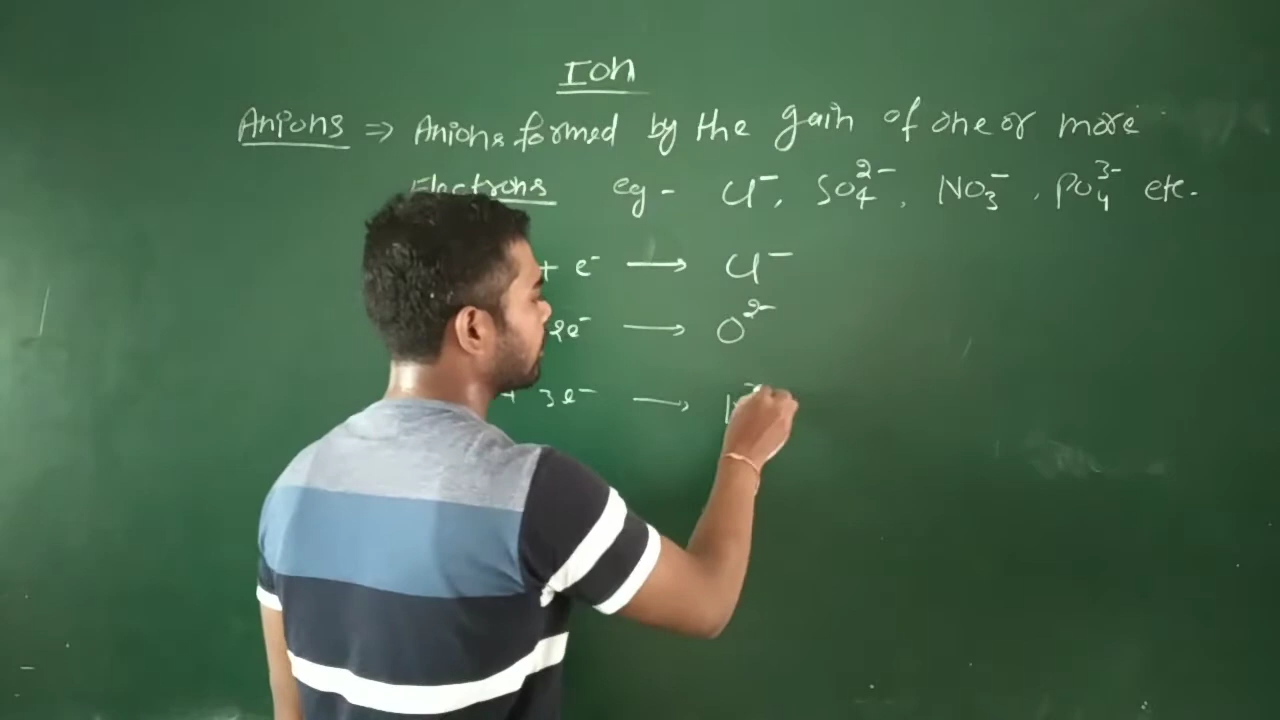 Ion
Anions ⇒ Anions formed by the gain of one or more
Electrons eg - Cl⁻, SO₄²⁻, NO₃⁻, PO₄³⁻ etc.
+ e⁻ ⟶ Cl⁻
2e⁻ ⟶ O²⁻
+ 3e⁻ ⟶